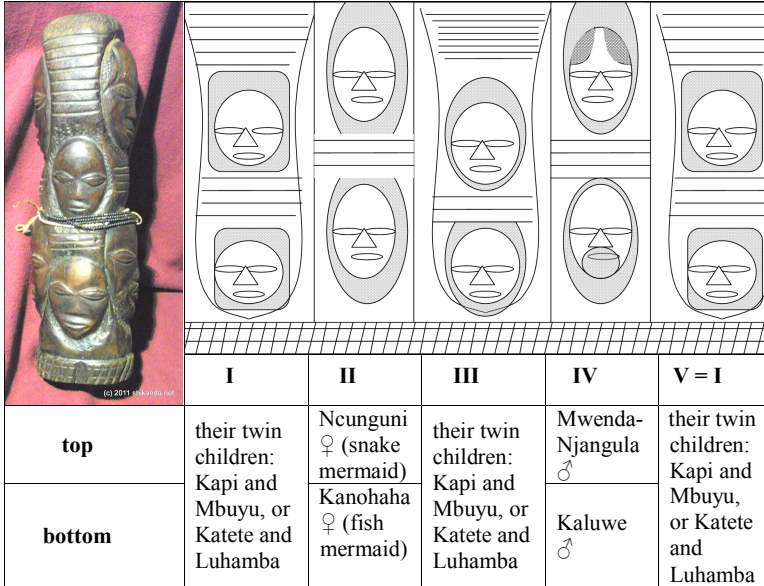 (c) 2011 shikanda.net
I II III IV V = I
top
their twin
children:
Kapi and
Mbuyu, or
Katete and
Luhamba
Ncunguni
♀ (snake
mermaid)
their twin
children:
Kapi and
Mbuyu, or
Katete and
Luhamba
Mwenda-
Njangula
♂
their twin
children:
Kapi and
Mbuyu,
or Katete
and
Luhamba
bottom
Kanohaha
♀ (fish
mermaid)
Kaluwe
♂